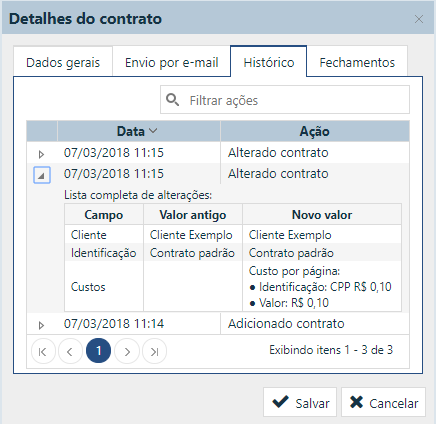 Detalhes do contrato
Dados gerais Envio por e-mail Histórico Fechamentos
Filtrar ações
Data Ação
07/03/2018 11:15 Alterado contrato
07/03/2018 11:15 Alterado contrato
Lista completa de alterações:
Campo Valor antigo Novo valor
Cliente Cliente Exemplo Cliente Exemplo
Identificação Contrato padrão Contrato padrão
Custos
Custo por página:
● Identificação: CPP R$ 0,10
● Valor: R$ 0,10
07/03/2018 11:14 Adicionado contrato
1 Exibindo itens 1 - 3 de 3
Salvar Cancelar